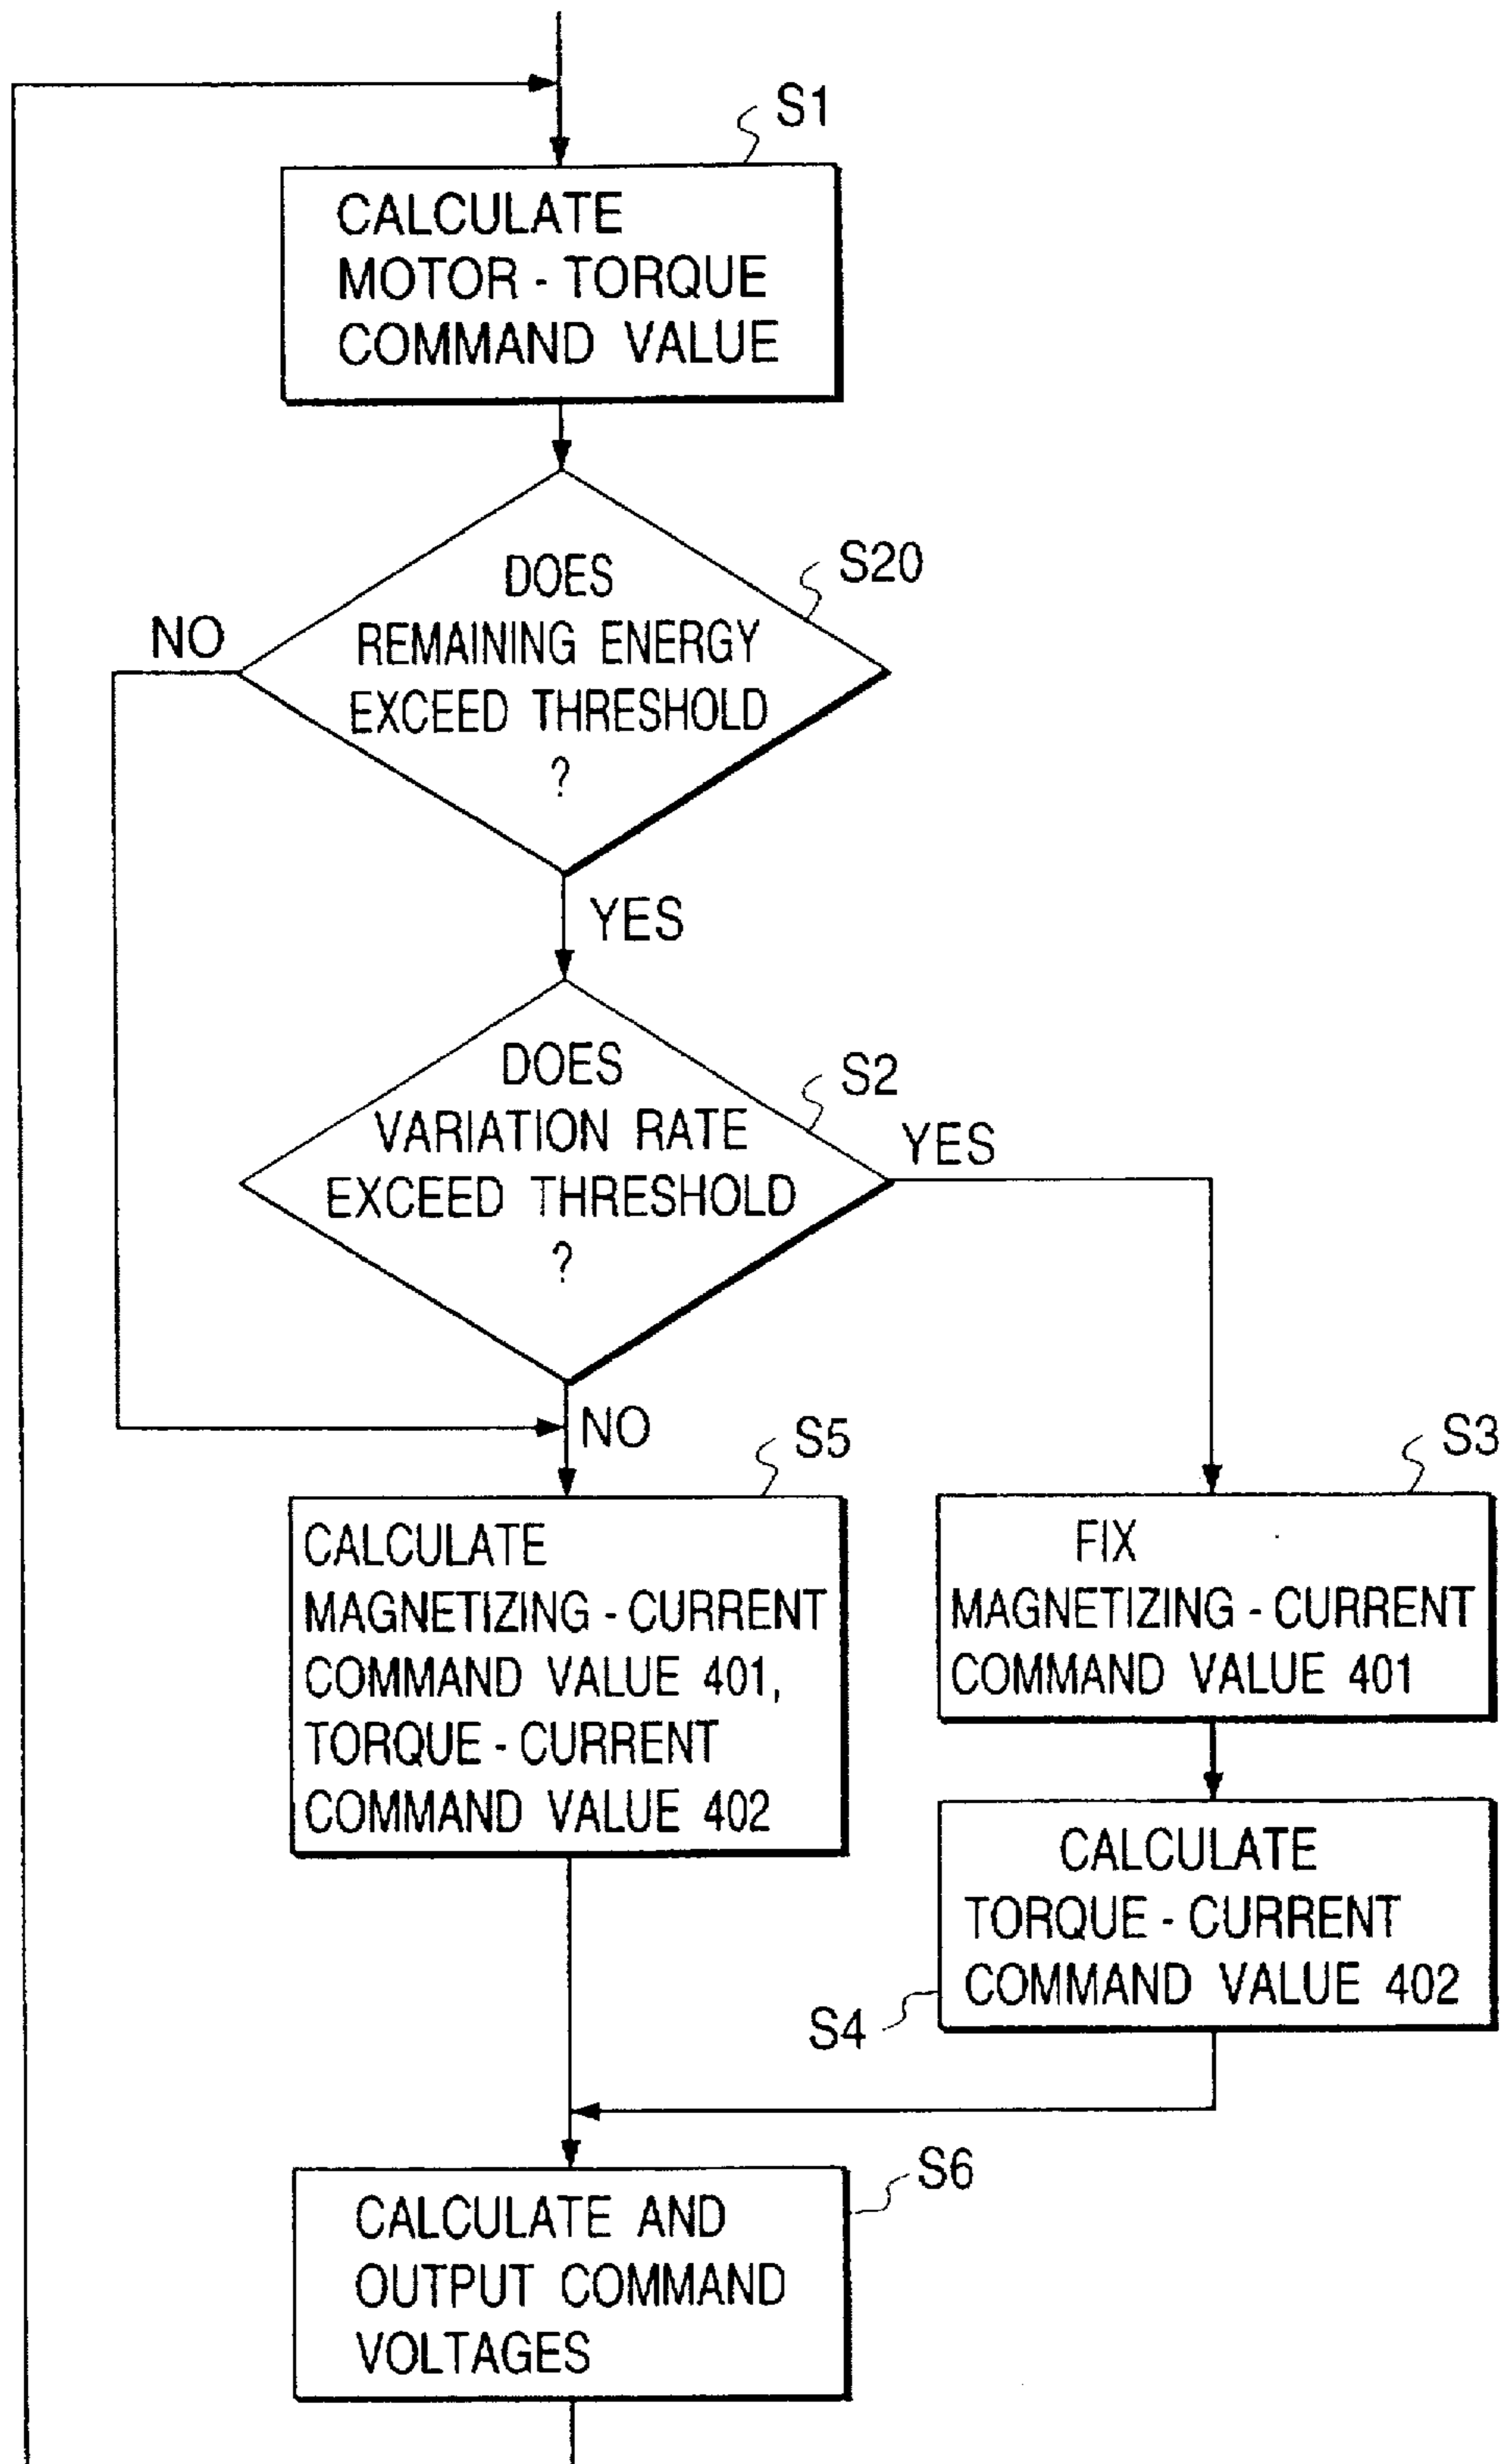 S1
CALCULATE
MOTOR - TORQUE
COMMAND VALUE
S20
DOES
REMAINING ENERGY
EXCEED THRESHOLD
?
NO
YES
S2
DOES
VARIATION RATE
EXCEED THRESHOLD
?
YES
NO
S5
CALCULATE
MAGNETIZING - CURRENT
COMMAND VALUE 401,
TORQUE - CURRENT
COMMAND VALUE 402
S3
FIX
MAGNETIZING - CURRENT
COMMAND VALUE 401
CALCULATE
TORQUE - CURRENT
COMMAND VALUE 402
S4
S6
CALCULATE AND
OUTPUT COMMAND
VOLTAGES